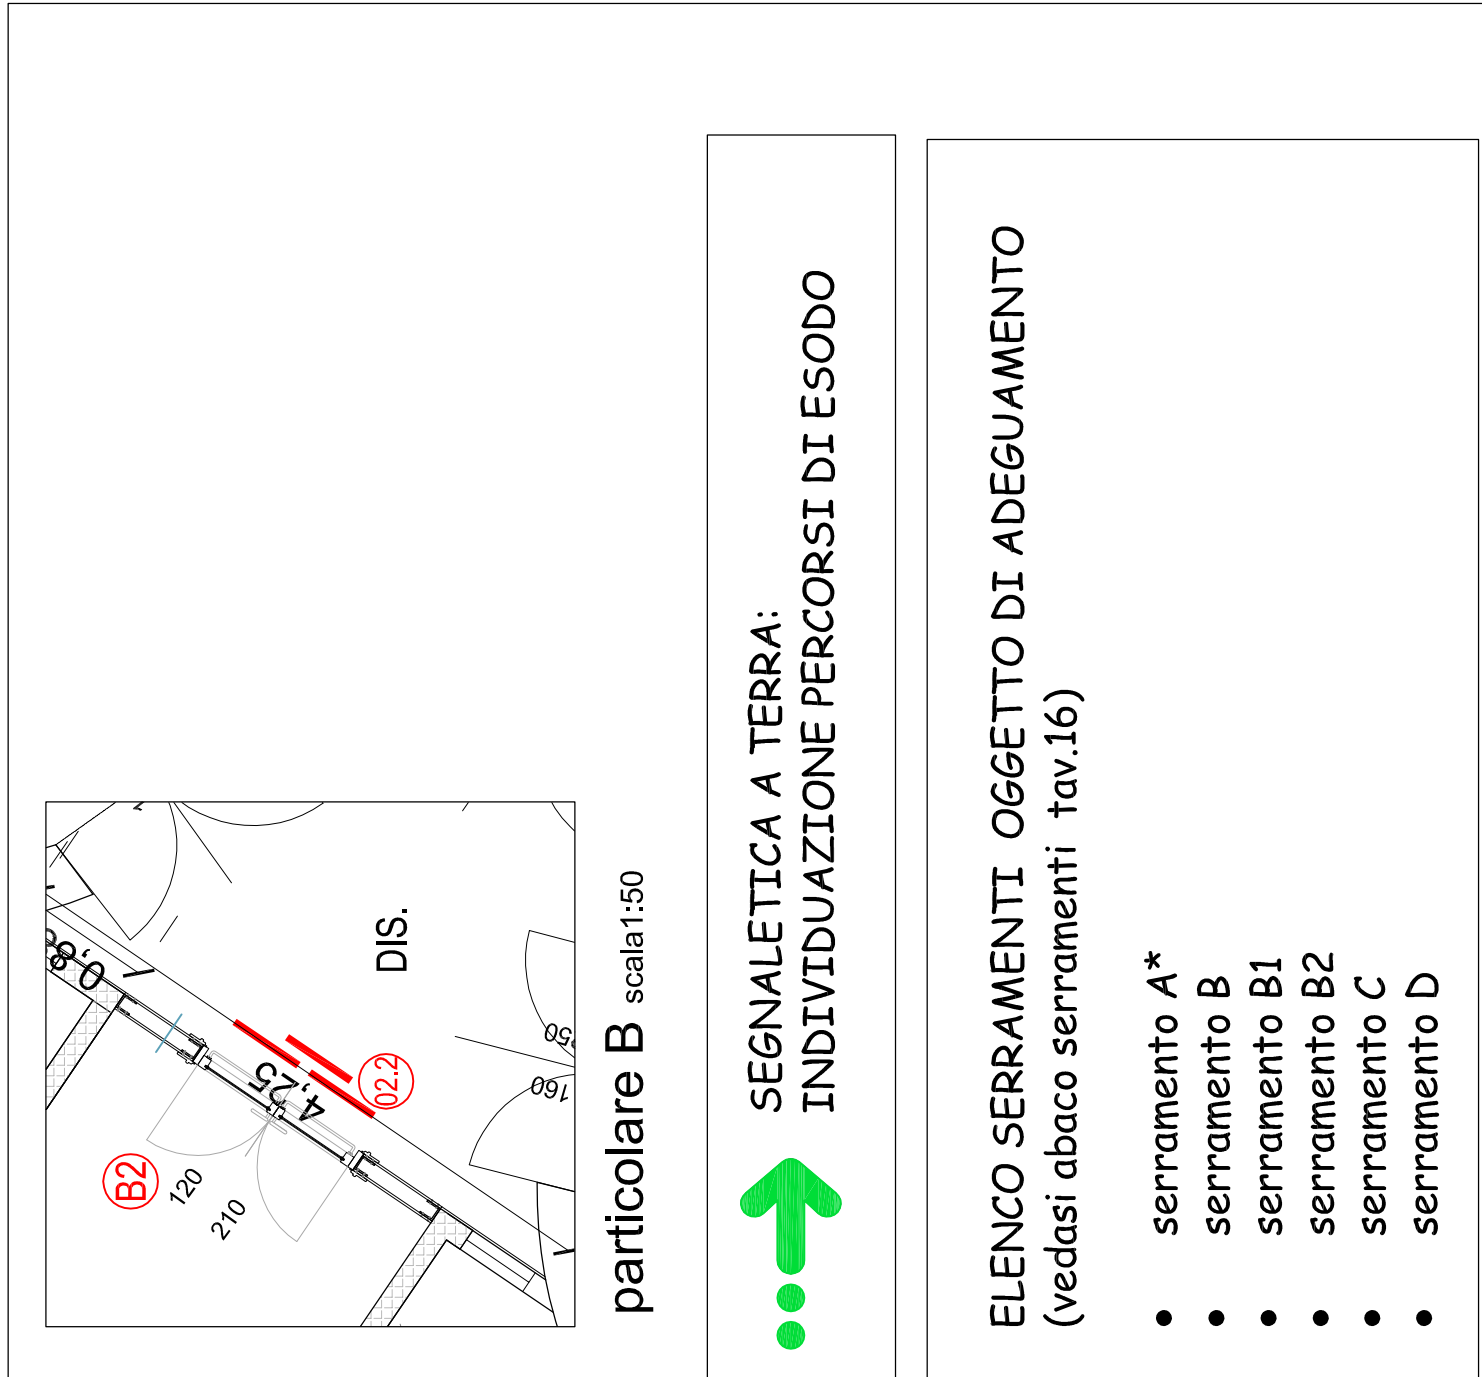 B2
120
210
4,25
02.2
DIS.
160
particolare B scala1:50
SEGNALETICA A TERRA:
INDIVIDUAZIONE PERCORSI DI ESODO
ELENCO SERRAMENTI OGGETTO DI ADEGUAMENTO
(vedasi abaco serramenti tav.16)
• serramento A*
• serramento B
• serramento B1
• serramento B2
• serramento C
• serramento D